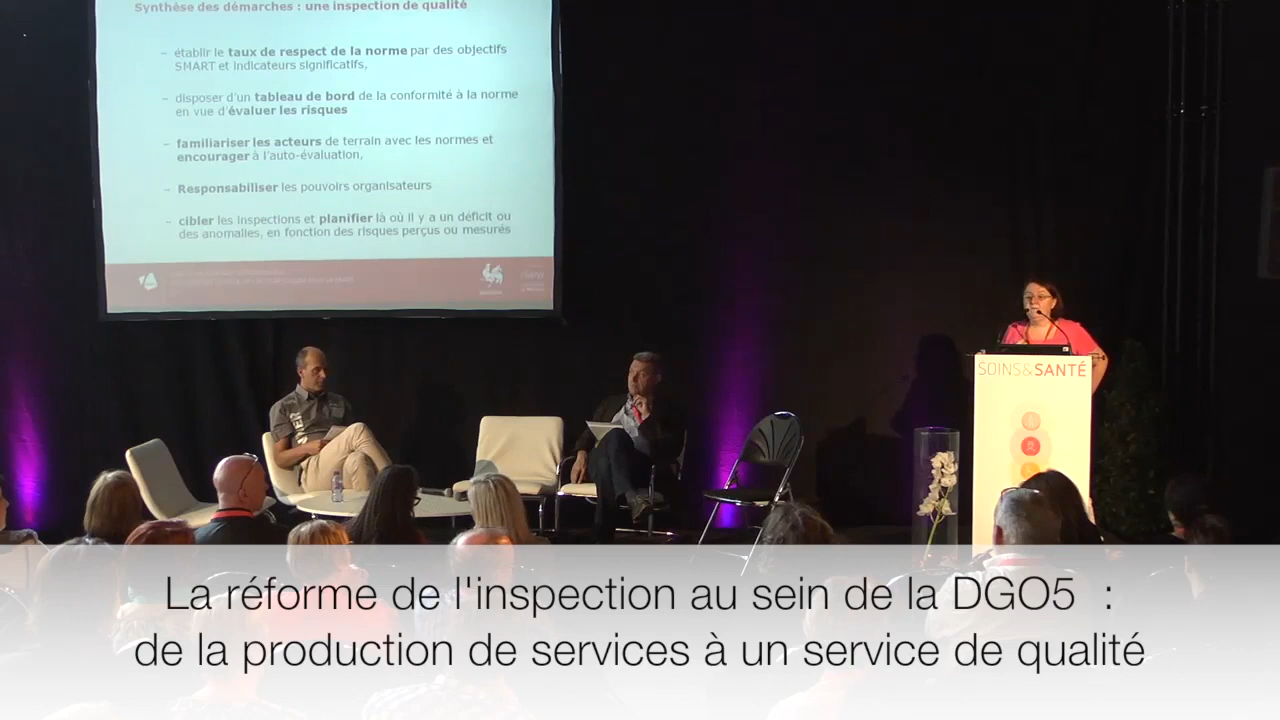 Synthèse des démarches : une inspection de qualité
– établir le taux de respect de la norme par des objectifs
SMART et indicateurs significatifs,
– disposer d'un tableau de bord de la conformité à la norme
en vue d'évaluer les risques
– familiariser les acteurs de terrain avec les normes et
encourager à l'auto-évaluation,
– Responsabiliser les pouvoirs organisateurs
– cibler les inspections et planifier là où il y a un déficit ou
des anomalies, en fonction des risques perçus ou mesurés
SOINS&SANTÉ
La réforme de l'inspection au sein de la DGO5 :
de la production de services à un service de qualité